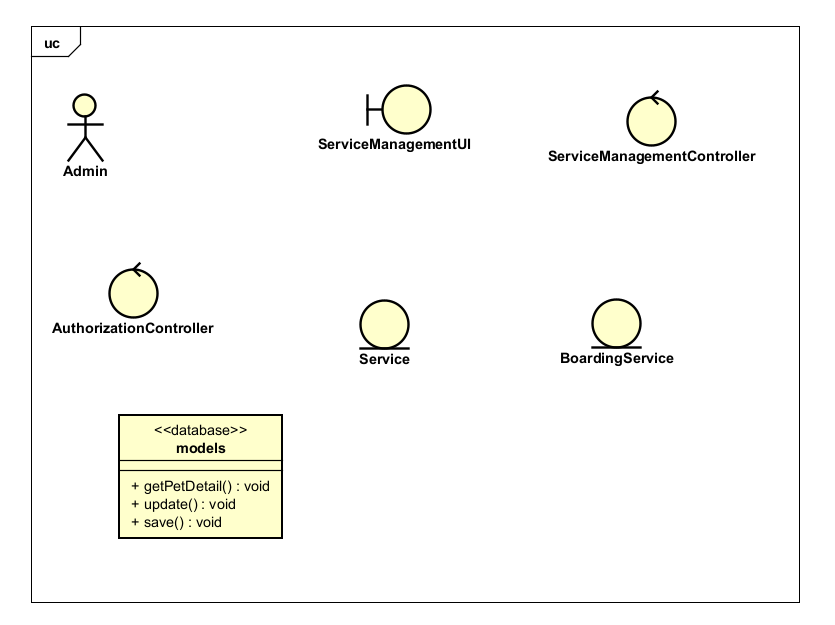 uc
Admin
ServiceManagementUI
ServiceManagementController
AuthorizationController
Service
BoardingService
<<database>>
models
+ getPetDetail() : void
+ update() : void
+ save() : void